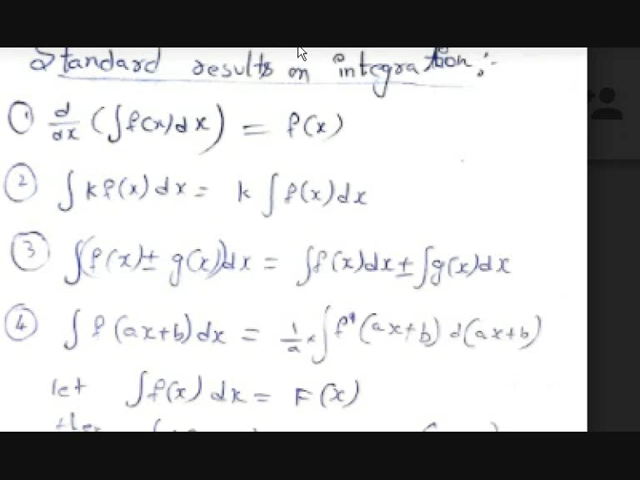 Standard results on integration :-
① d/dx (∫f(x)dx) = f(x)
② ∫ k f(x) dx = k ∫ f(x) dx
③ ∫(f(x) ± g(x))dx = ∫f(x)dx ± ∫g(x)dx
④ ∫ f(ax+b) dx = 1/a × ∫ f'(ax+b) d(ax+b)
let ∫f(x) dx = F(x)